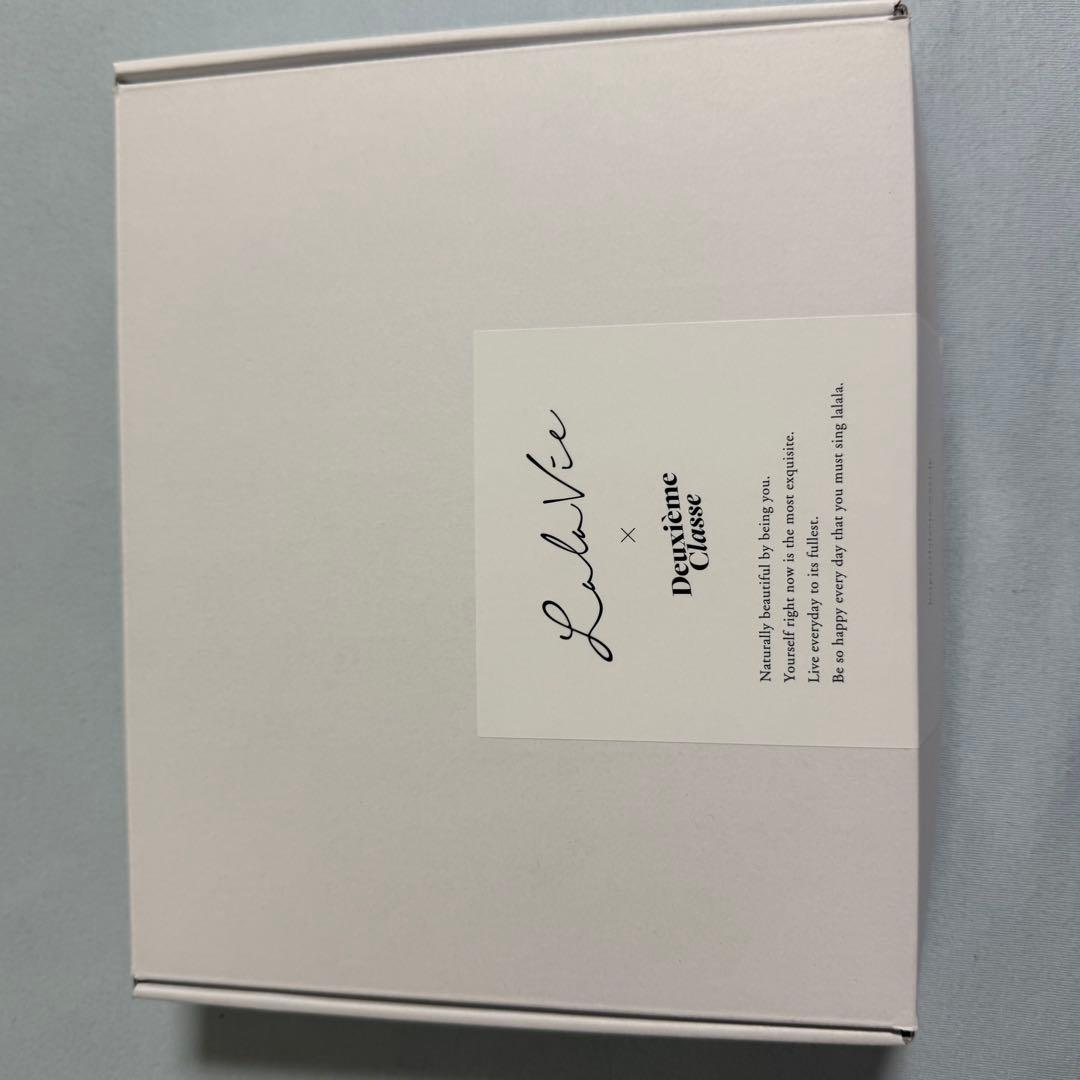 LalaVie
×
Deuxième
Classe
Naturally beautiful by being you.
Yourself right now is the most exquisite.
Live everyday to its fullest.
Be so happy every day that you must sing lalala.